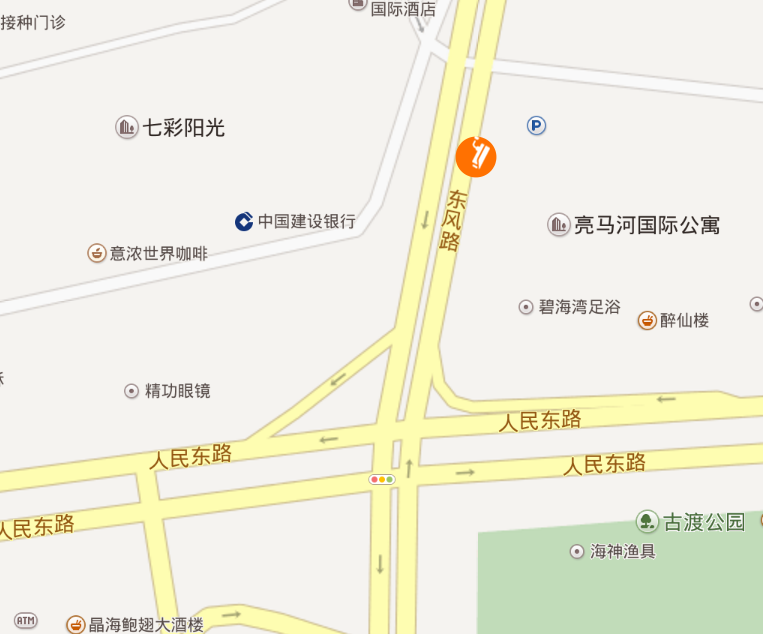 国际酒店
接种门诊
P
七彩阳光
东风路
中国建设银行
亮马河国际公寓
意浓世界咖啡
碧海湾足浴
醉仙楼
精功眼镜
人民东路
人民东路
人民东路
人民东路
古渡公园
海神渔具
ATM
晶海鲍翅大酒楼